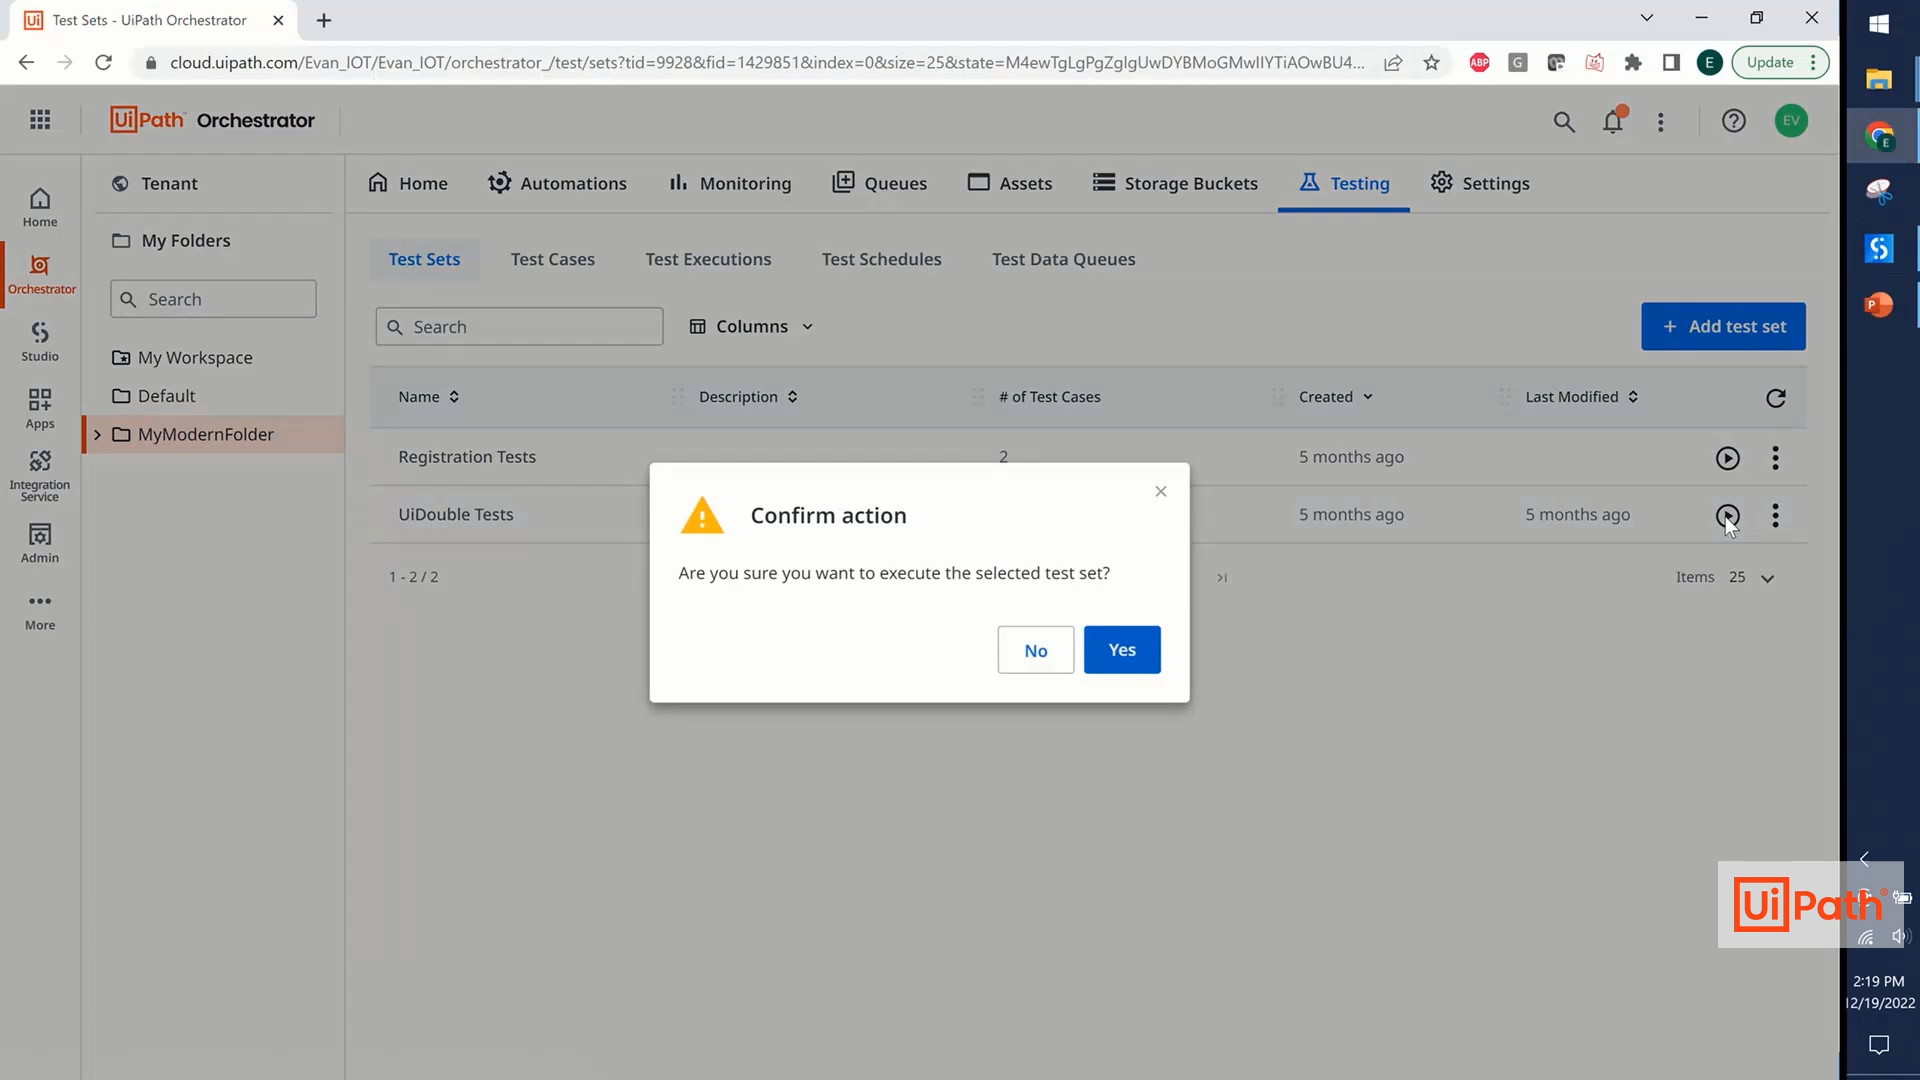 Test Sets - UiPath Orchestrator
cloud.uipath.com/Evan_IOT/Evan_IOT/orchestrator_/test/sets?tid=9928&fid=1429851&index=0&size=25&state=M4ewTgLgPgZglgUwDYBMoGMwIIYTiAOwBU4...
ABP
G
E
Update
UiPath Orchestrator
EV
Home
Orchestrator
Studio
Apps
Integration
Service
Admin
More
Tenant
My Folders
Search
My Workspace
Default
MyModernFolder
Home
Automations
Monitoring
Queues
Assets
Storage Buckets
Testing
Settings
Test Sets
Test Cases
Test Executions
Test Schedules
Test Data Queues
Search
Columns
+ Add test set
Name
Description
# of Test Cases
Created
Last Modified
Registration Tests
2
5 months ago
UiDouble Tests
5 months ago
5 months ago
1 - 2 / 2
Items 25
Confirm action
Are you sure you want to execute the selected test set?
No
Yes
UiPath
2:19 PM
12/19/2022